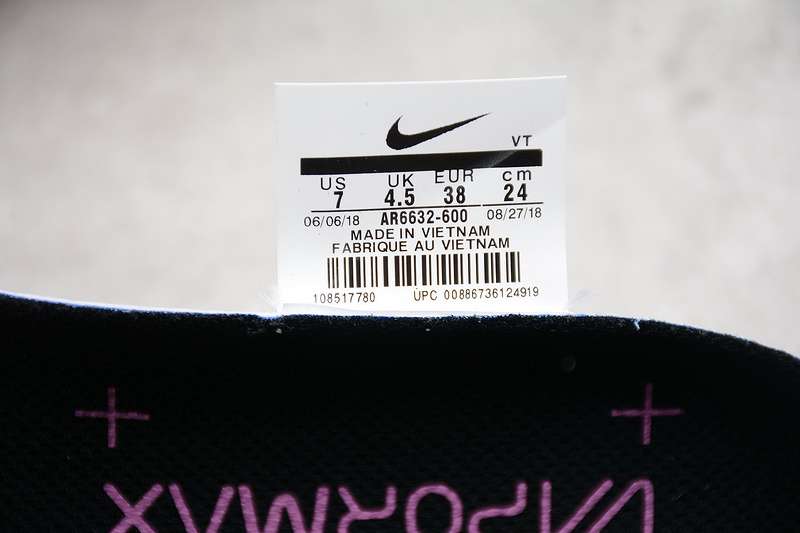 VT
US UK EUR cm
7 4.5 38 24
06/06/18 AR6632-600 08/27/18
MADE IN VIETNAM
FABRIQUE AU VIETNAM
108517780 UPC 00886736124919
VAPORMAX